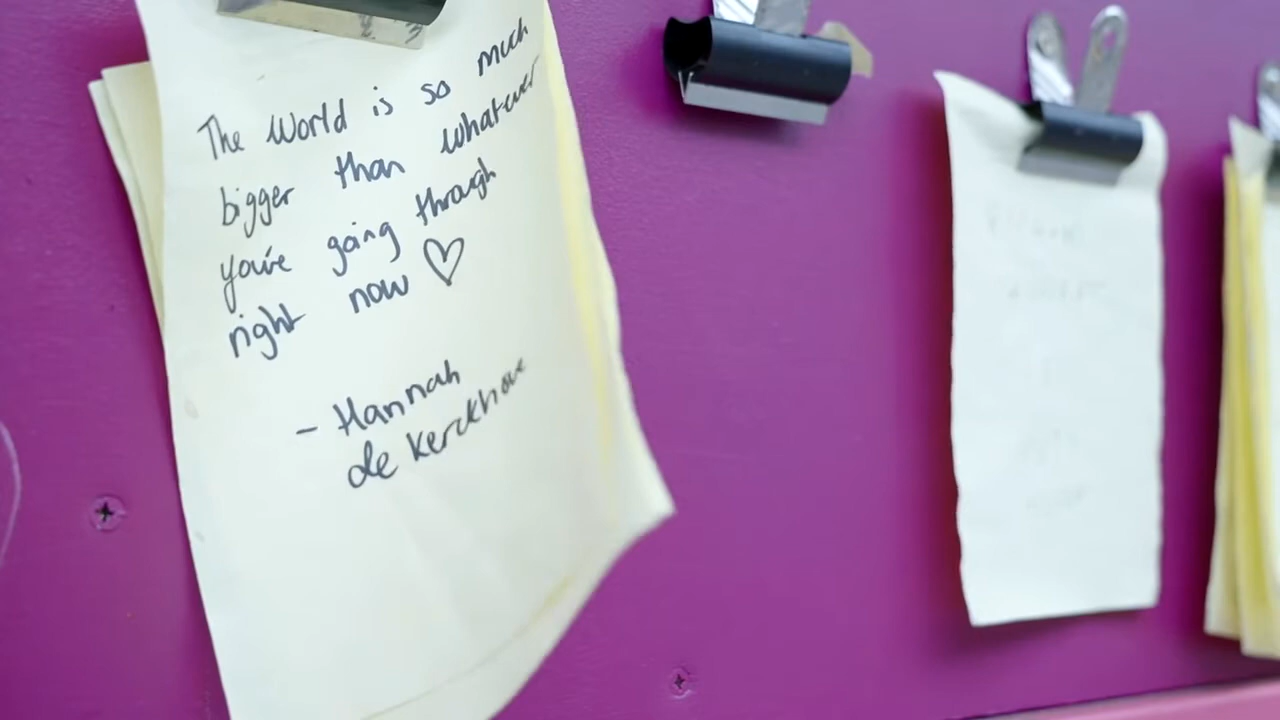 The World is so much
bigger than whatever
you're going through
right now ♡
- Hannah
de Kerckhove